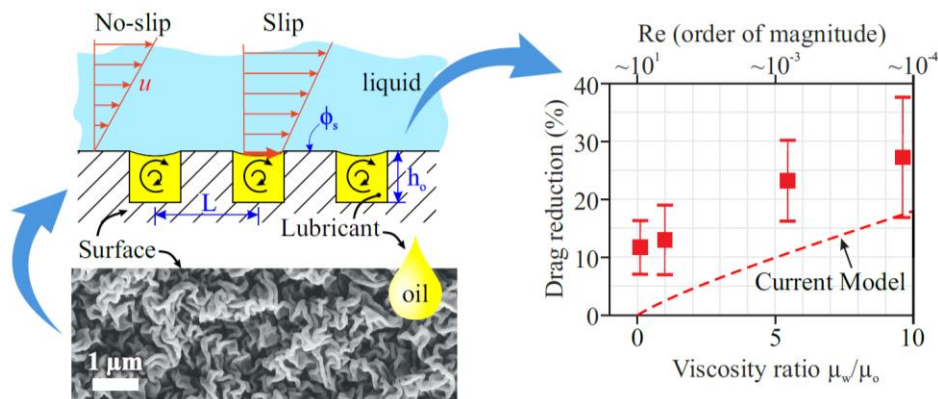 No-slip
Slip
u
liquid
ϕₛ
hₒ
L
Surface
Lubricant
oil
1 μm
Re (order of magnitude)
~10¹ ~10⁻³ ~10⁻⁴
40
30
20
10
0
Drag reduction (%)
Current Model
0 5 10
Viscosity ratio μ_w/μₒ